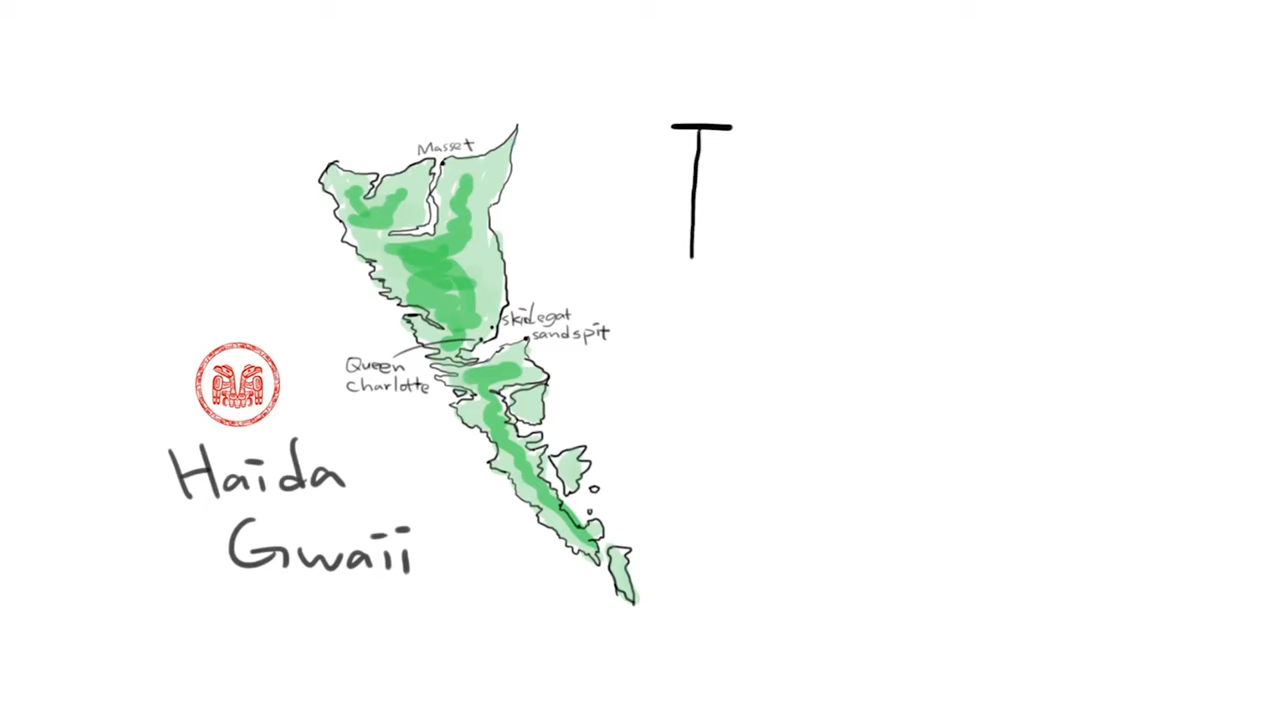 Masset
T
skidegat
sandspit
Queen
charlotte
Haida
Gwaii